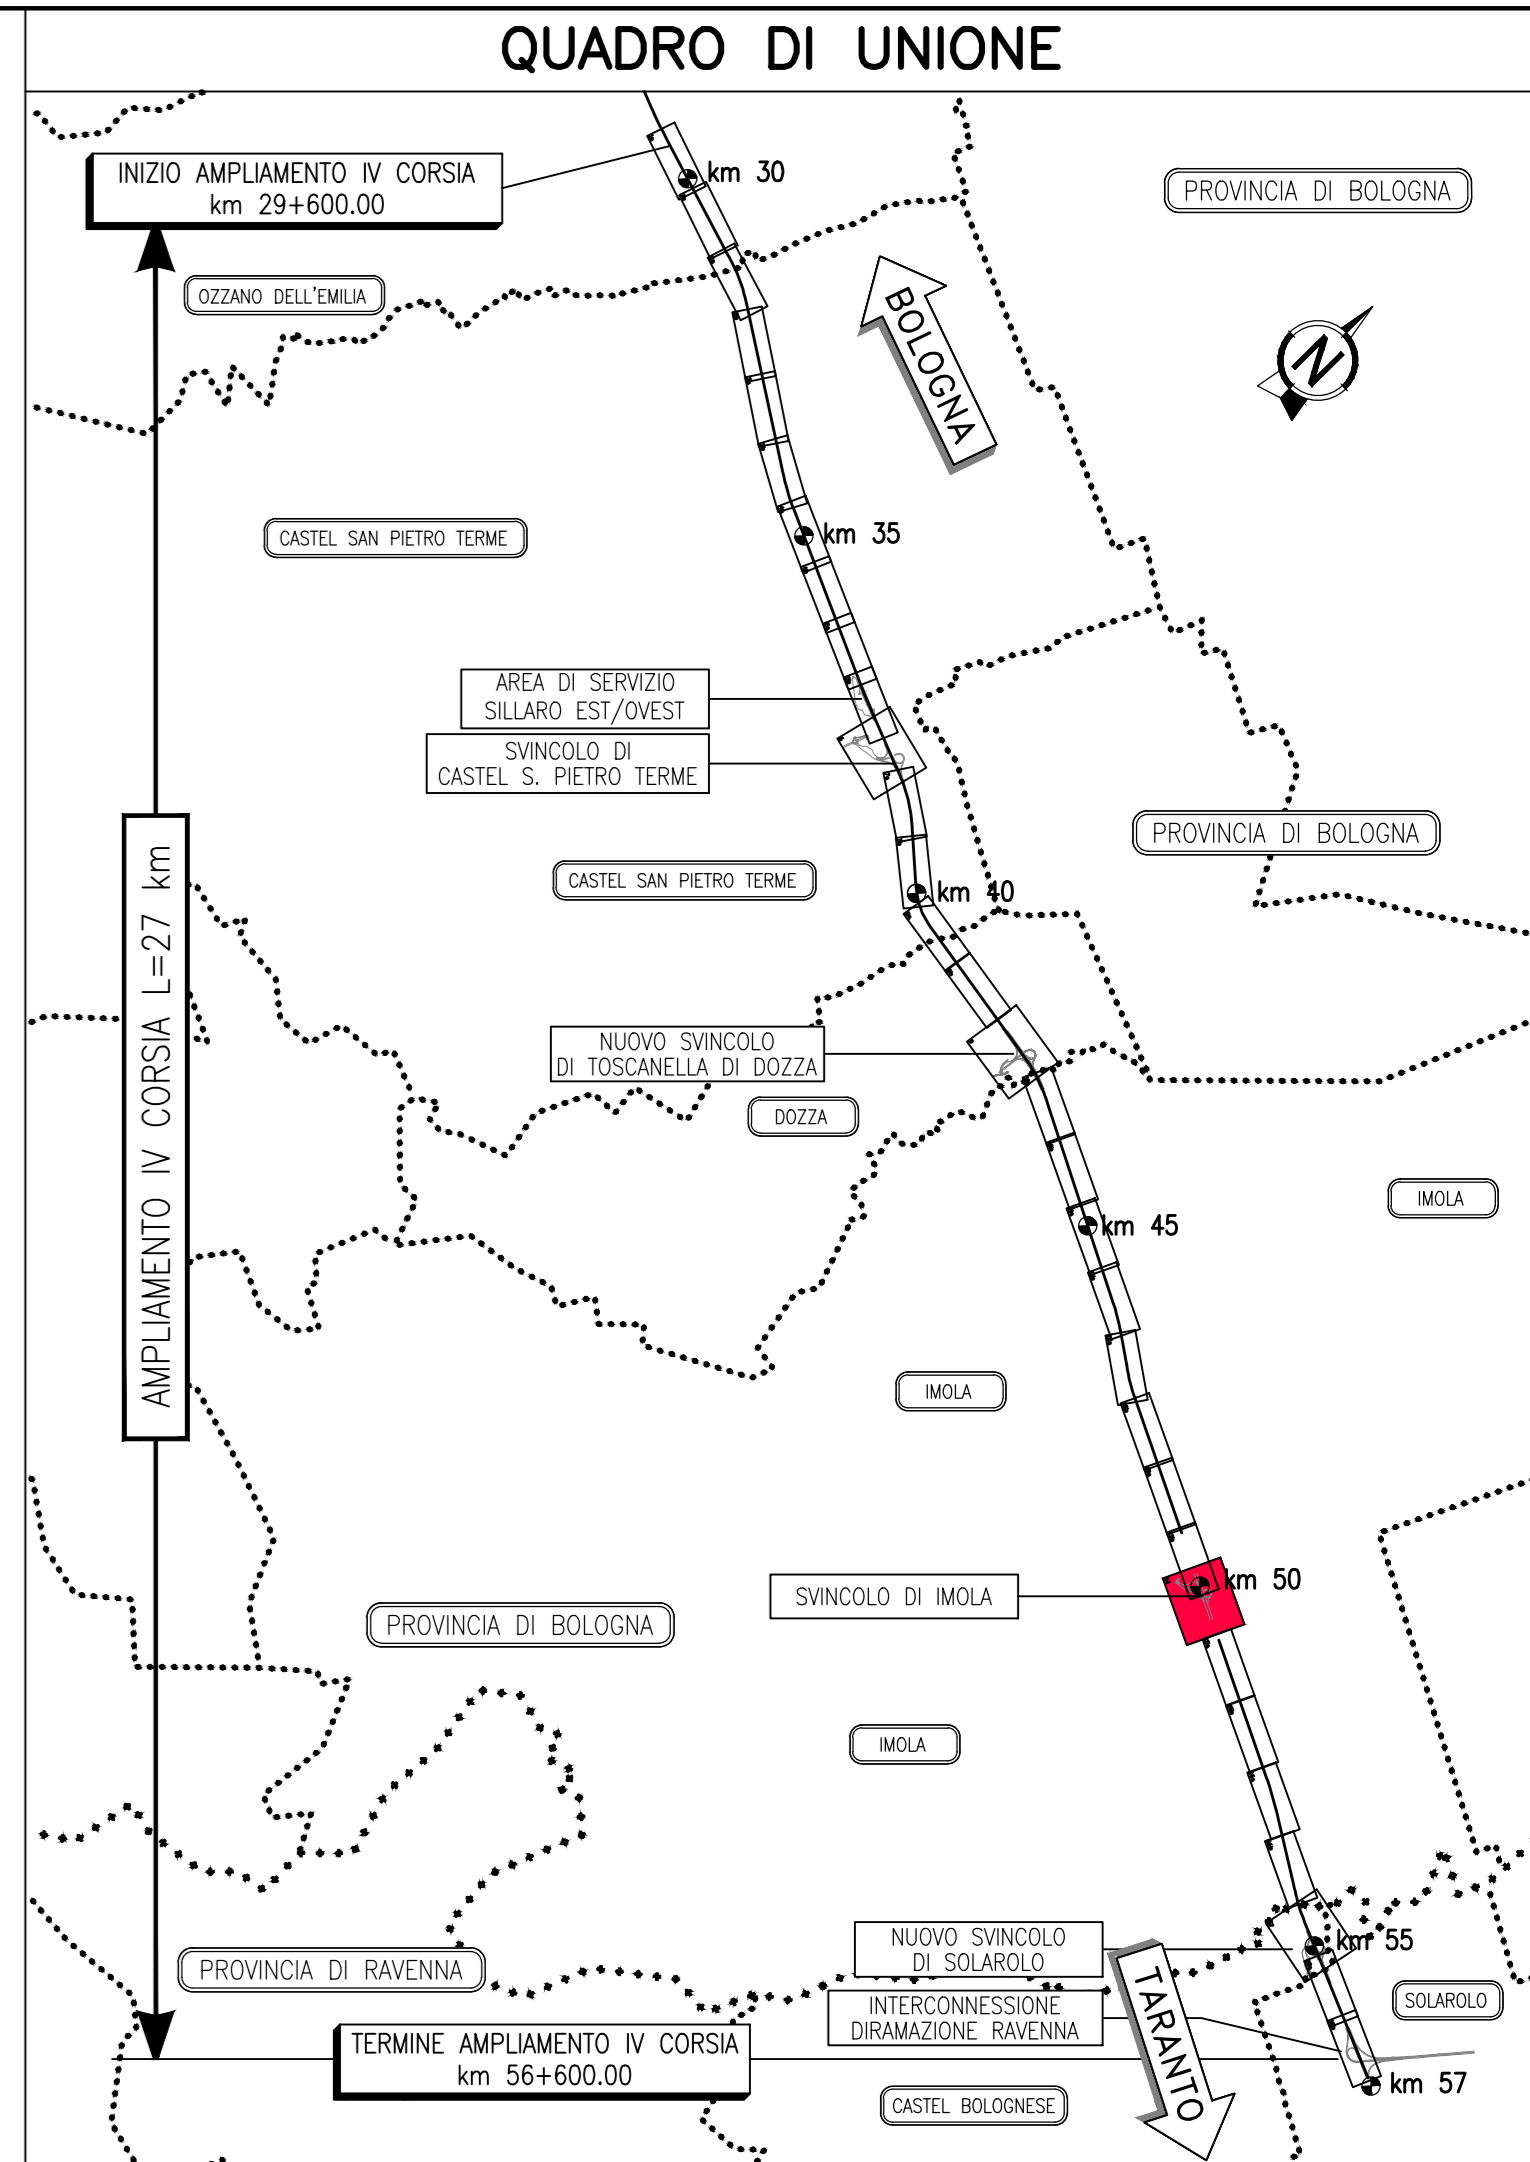 QUADRO DI UNIONE
INIZIO AMPLIAMENTO IV CORSIA
km 29+600.00
km 30
PROVINCIA DI BOLOGNA
OZZANO DELL'EMILIA
BOLOGNA
N
CASTEL SAN PIETRO TERME
km 35
AREA DI SERVIZIO
SILLARO EST/OVEST
SVINCOLO DI
CASTEL S. PIETRO TERME
PROVINCIA DI BOLOGNA
CASTEL SAN PIETRO TERME
km 40
AMPLIAMENTO IV CORSIA L=27 km
NUOVO SVINCOLO
DI TOSCANELLA DI DOZZA
DOZZA
IMOLA
km 45
IMOLA
km 50
SVINCOLO DI IMOLA
PROVINCIA DI BOLOGNA
IMOLA
NUOVO SVINCOLO
DI SOLAROLO
km 55
PROVINCIA DI RAVENNA
SOLAROLO
INTERCONNESSIONE
DIRAMAZIONE RAVENNA
TARANTO
TERMINE AMPLIAMENTO IV CORSIA
km 56+600.00
km 57
CASTEL BOLOGNESE